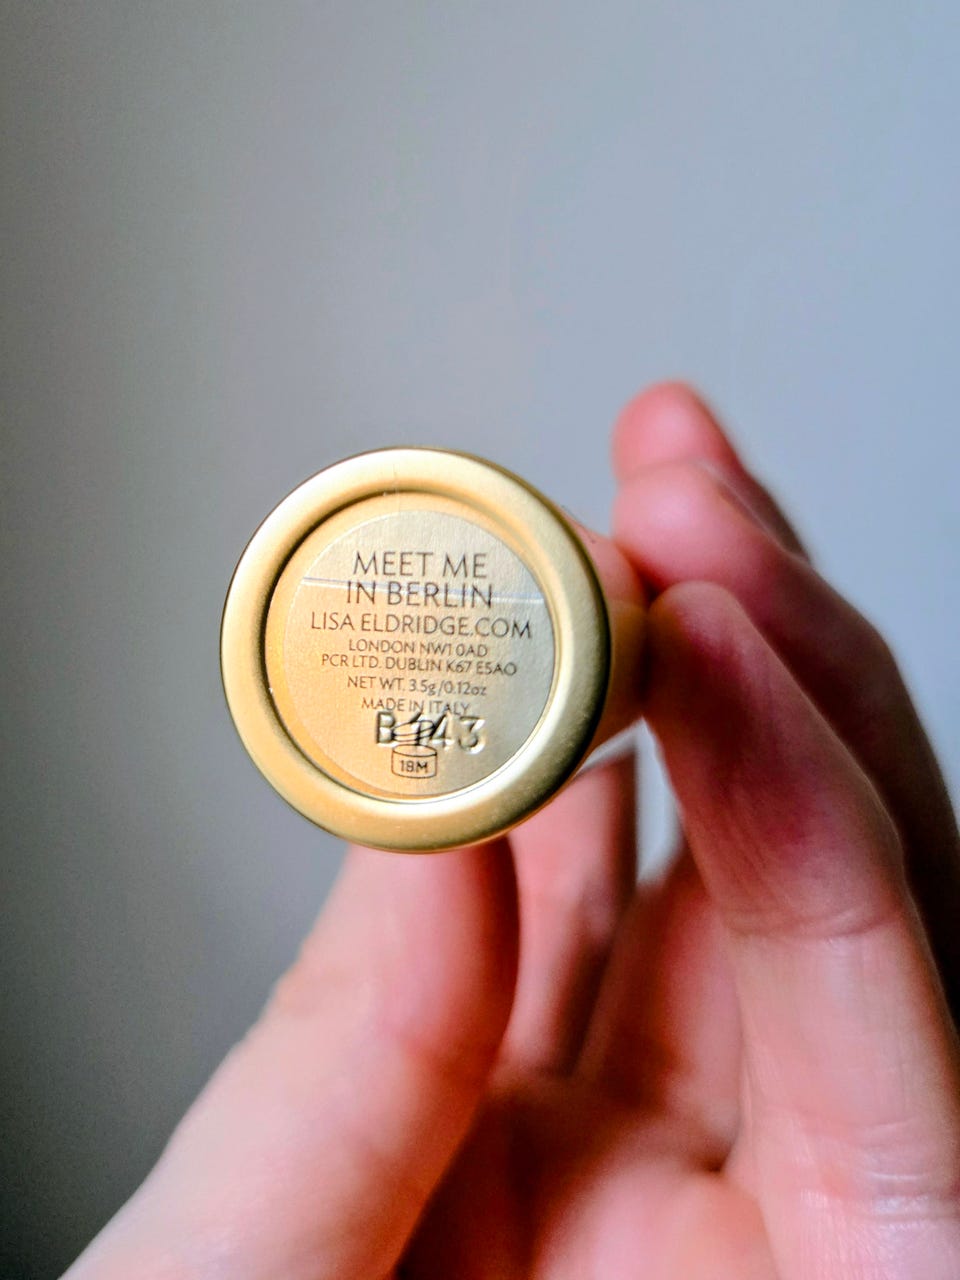 MEET ME
IN BERLIN
LISA ELDRIDGE.COM
LONDON NW1 0AD
PCR LTD. DUBLIN K67 E5A0
NET WT. 3.5g/0.12oz
MADE IN ITALY
18M